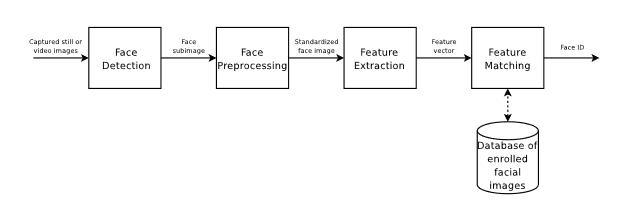 Captured still or
video images
Face
Detection
Face
subimage
Face
Preprocessing
Standardized
face image
Feature
Extraction
Feature
vector
Feature
Matching
Face ID
Database of
enrolled
facial
images